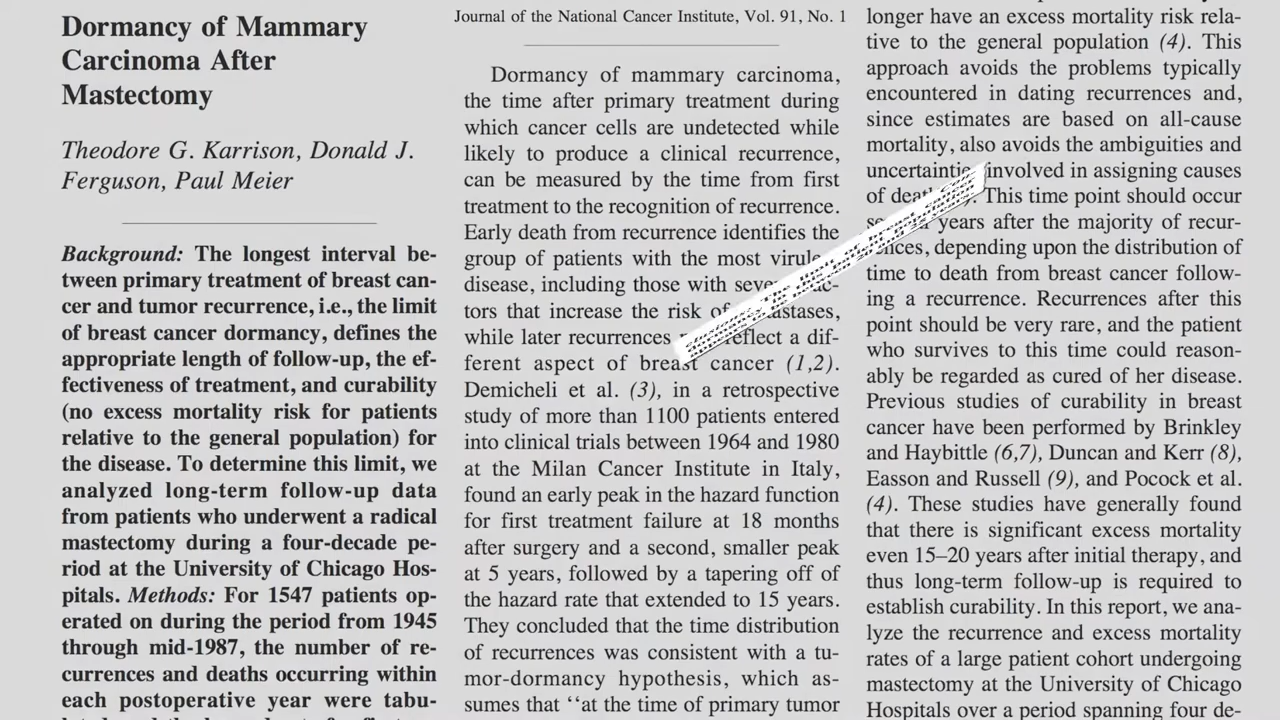 Dormancy of Mammary
Carcinoma After
Mastectomy
Theodore G. Karrison, Donald J.
Ferguson, Paul Meier
Background: The longest interval be-
tween primary treatment of breast can-
cer and tumor recurrence, i.e., the limit
of breast cancer dormancy, defines the
appropriate length of follow-up, the ef-
fectiveness of treatment, and curability
(no excess mortality risk for patients
relative to the general population) for
the disease. To determine this limit, we
analyzed long-term follow-up data
from patients who underwent a radical
mastectomy during a four-decade pe-
riod at the University of Chicago Hos-
pitals. Methods: For 1547 patients op-
erated on during the period from 1945
through mid-1987, the number of re-
currences and deaths occurring within
each postoperative year were tabu-
Journal of the National Cancer Institute, Vol. 91, No. 1
Dormancy of mammary carcinoma,
the time after primary treatment during
which cancer cells are undetected while
likely to produce a clinical recurrence,
can be measured by the time from first
treatment to the recognition of recurrence.
Early death from recurrence identifies the
group of patients with the most
disease, including those with
tors that increase the risk of
while later recurrences reflect a dif-
ferent aspect of breast cancer (1,2).
Demicheli et al. (3), in a retrospective
study of more than 1100 patients entered
into clinical trials between 1964 and 1980
at the Milan Cancer Institute in Italy,
found an early peak in the hazard function
for first treatment failure at 18 months
after surgery and a second, smaller peak
at 5 years, followed by a tapering off of
the hazard rate that extended to 15 years.
They concluded that the time distribution
of recurrences was consistent with a tu-
mor-dormancy hypothesis, which as-
sumes that ‘‘at the time of primary tumor
longer have an excess mortality risk rela-
tive to the general population (4). This
approach avoids the problems typically
encountered in dating recurrences and,
since estimates are based on all-cause
mortality, also avoids the ambiguities and
involved in assigning causes
of This time point should occur
years after the majority of recur-
rences, depending upon the distribution of
time to death from breast cancer follow-
ing a recurrence. Recurrences after this
point should be very rare, and the patient
who survives to this time could reason-
ably be regarded as cured of her disease.
Previous studies of curability in breast
cancer have been performed by Brinkley
and Haybittle (6,7), Duncan and Kerr (8),
Easson and Russell (9), and Pocock et al.
(4). These studies have generally found
that there is significant excess mortality
even 15–20 years after initial therapy, and
thus long-term follow-up is required to
establish curability. In this report, we ana-
lyze the recurrence and excess mortality
rates of a large patient cohort undergoing
mastectomy at the University of Chicago
Hospitals over a period spanning four de-